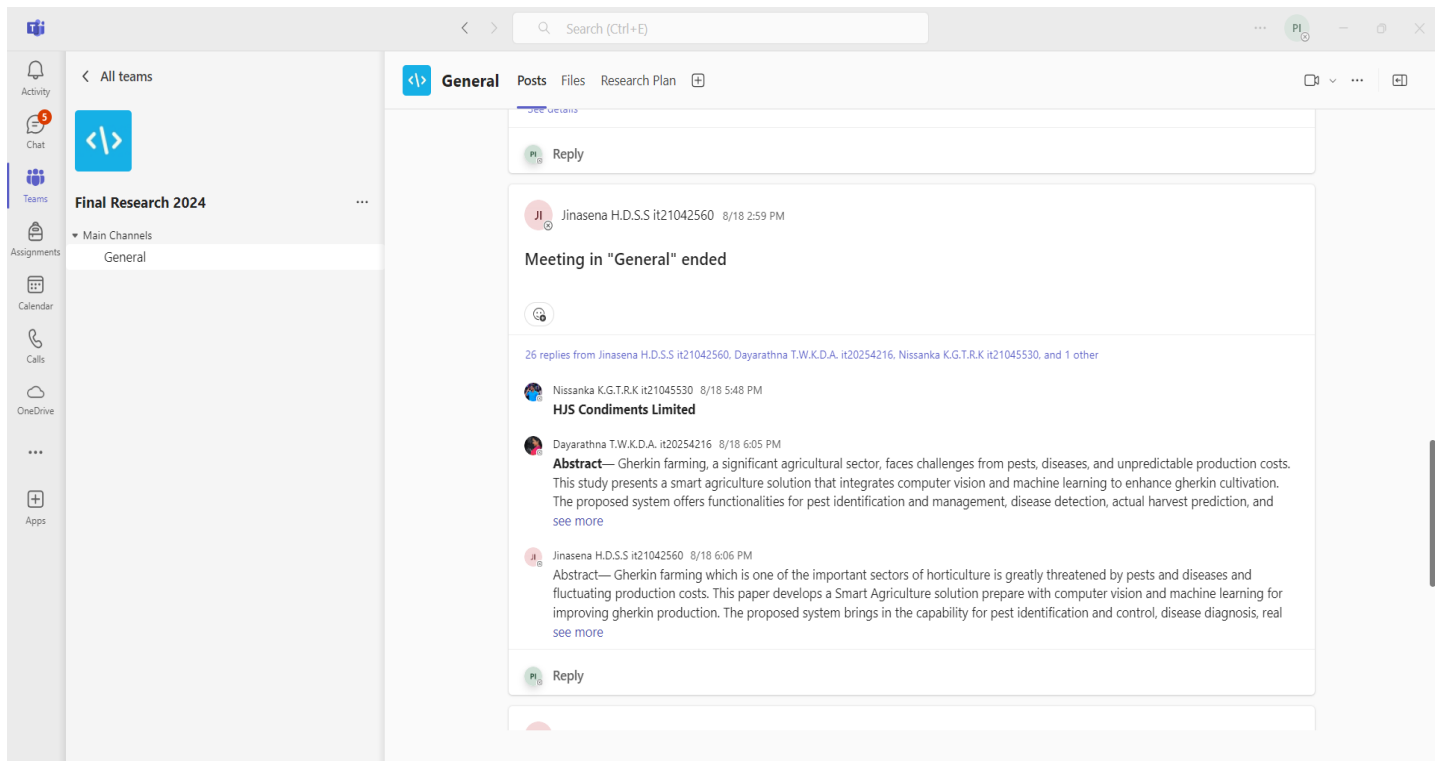 Search (Ctrl+E)
PI
Activity
5
Chat
Teams
Assignments
Calendar
Calls
OneDrive
Apps
All teams
Final Research 2024
Main Channels
General
General Posts Files Research Plan
See details
PI Reply
JI Jinasena H.D.S.S it21042560 8/18 2:59 PM
Meeting in "General" ended
26 replies from Jinasena H.D.S.S it21042560, Dayarathna T.W.K.D.A. it20254216, Nissanka K.G.T.R.K it21045530, and 1 other
Nissanka K.G.T.R.K it21045530 8/18 5:48 PM
HJS Condiments Limited
Dayarathna T.W.K.D.A. it20254216 8/18 6:05 PM
Abstract— Gherkin farming, a significant agricultural sector, faces challenges from pests, diseases, and unpredictable production costs.
This study presents a smart agriculture solution that integrates computer vision and machine learning to enhance gherkin cultivation.
The proposed system offers functionalities for pest identification and management, disease detection, actual harvest prediction, and
see more
JI Jinasena H.D.S.S it21042560 8/18 6:06 PM
Abstract— Gherkin farming which is one of the important sectors of horticulture is greatly threatened by pests and diseases and
fluctuating production costs. This paper develops a Smart Agriculture solution prepare with computer vision and machine learning for
improving gherkin production. The proposed system brings in the capability for pest identification and control, disease diagnosis, real
see more
PI Reply